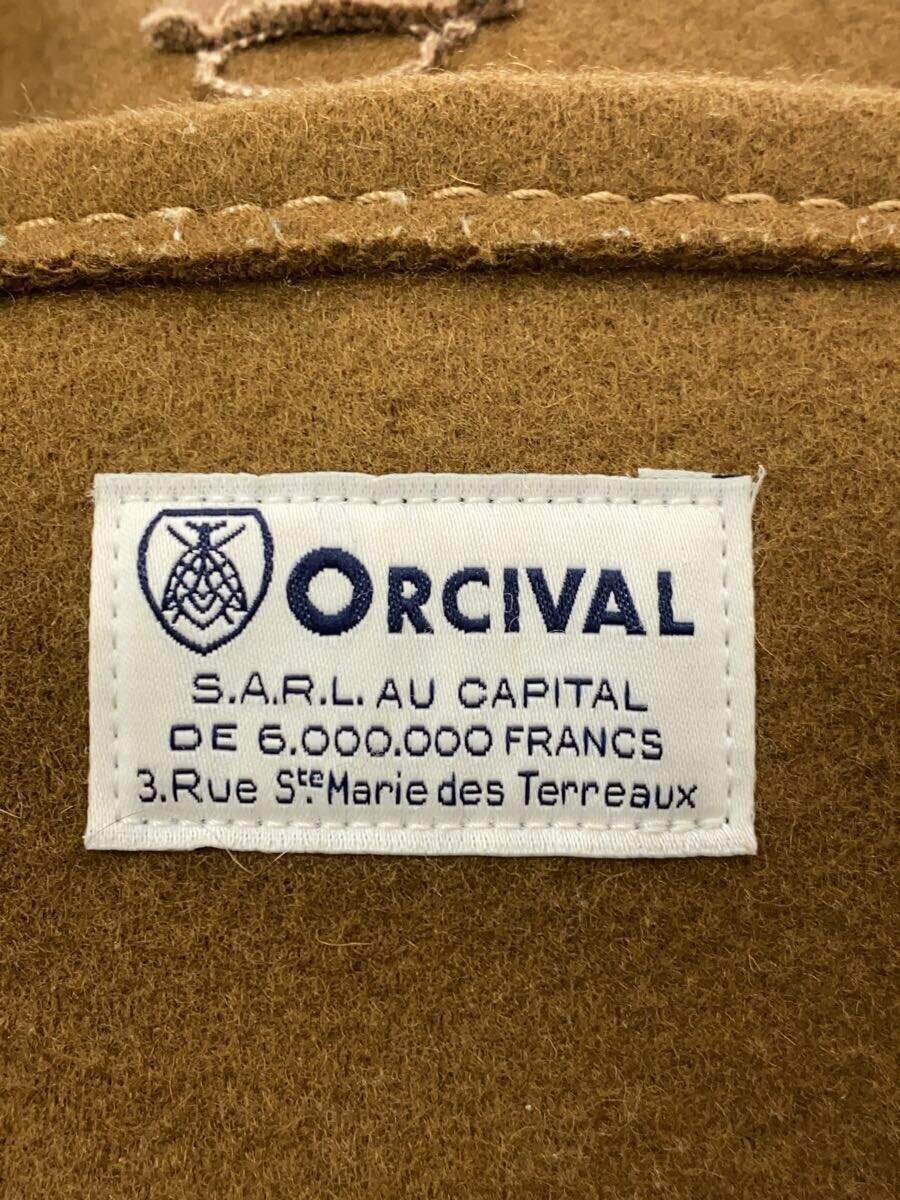 ORCIVAL
S.A.R.L. AU CAPITAL
DE 6.000.000 FRANCS
3.Rue Ste.Marie des Terreaux